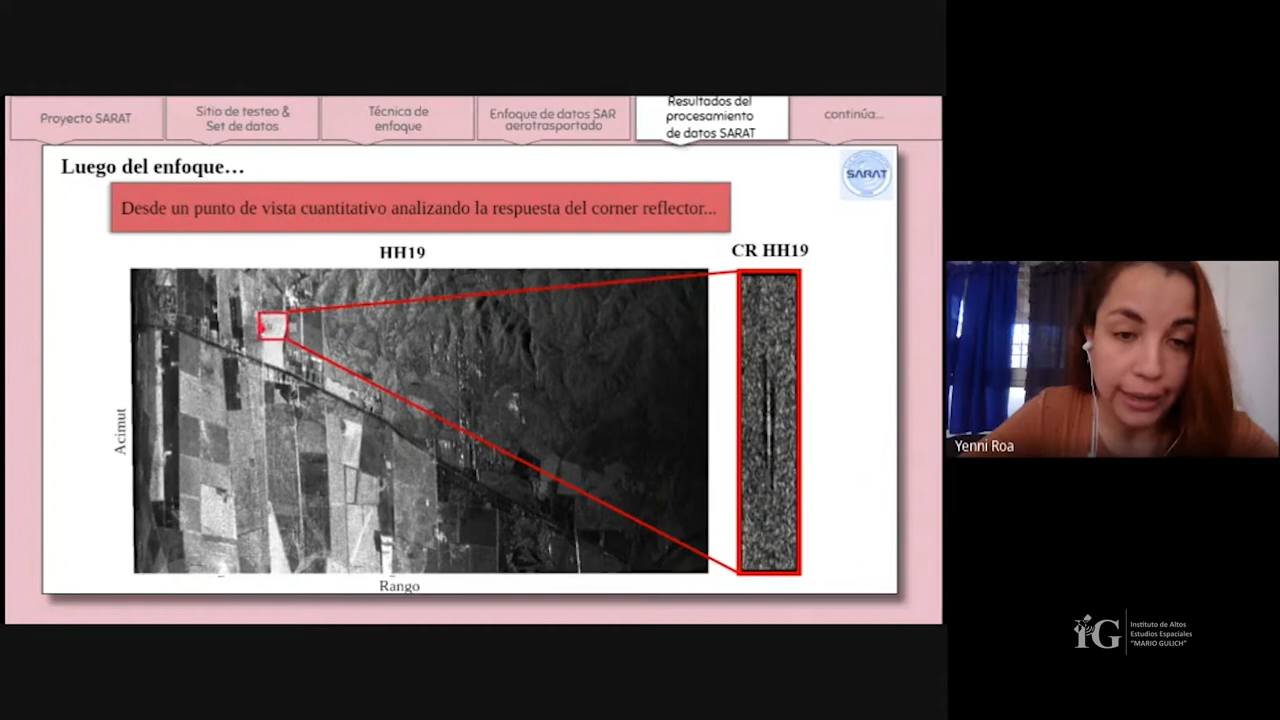 Proyecto SARAT
Sitio de testeo &
Set de datos
Técnica de
enfoque
Enfoque de datos SAR
aerotrasportado
Resultados del
procesamiento
de datos SARAT
continúa...
Luego del enfoque…
SARAT
Desde un punto de vista cuantitativo analizando la respuesta del corner reflector...
HH19
CR HH19
Acimut
Rango
Yenni Roa
iG
Instituto de Altos
Estudios Espaciales
"MARIO GULICH"